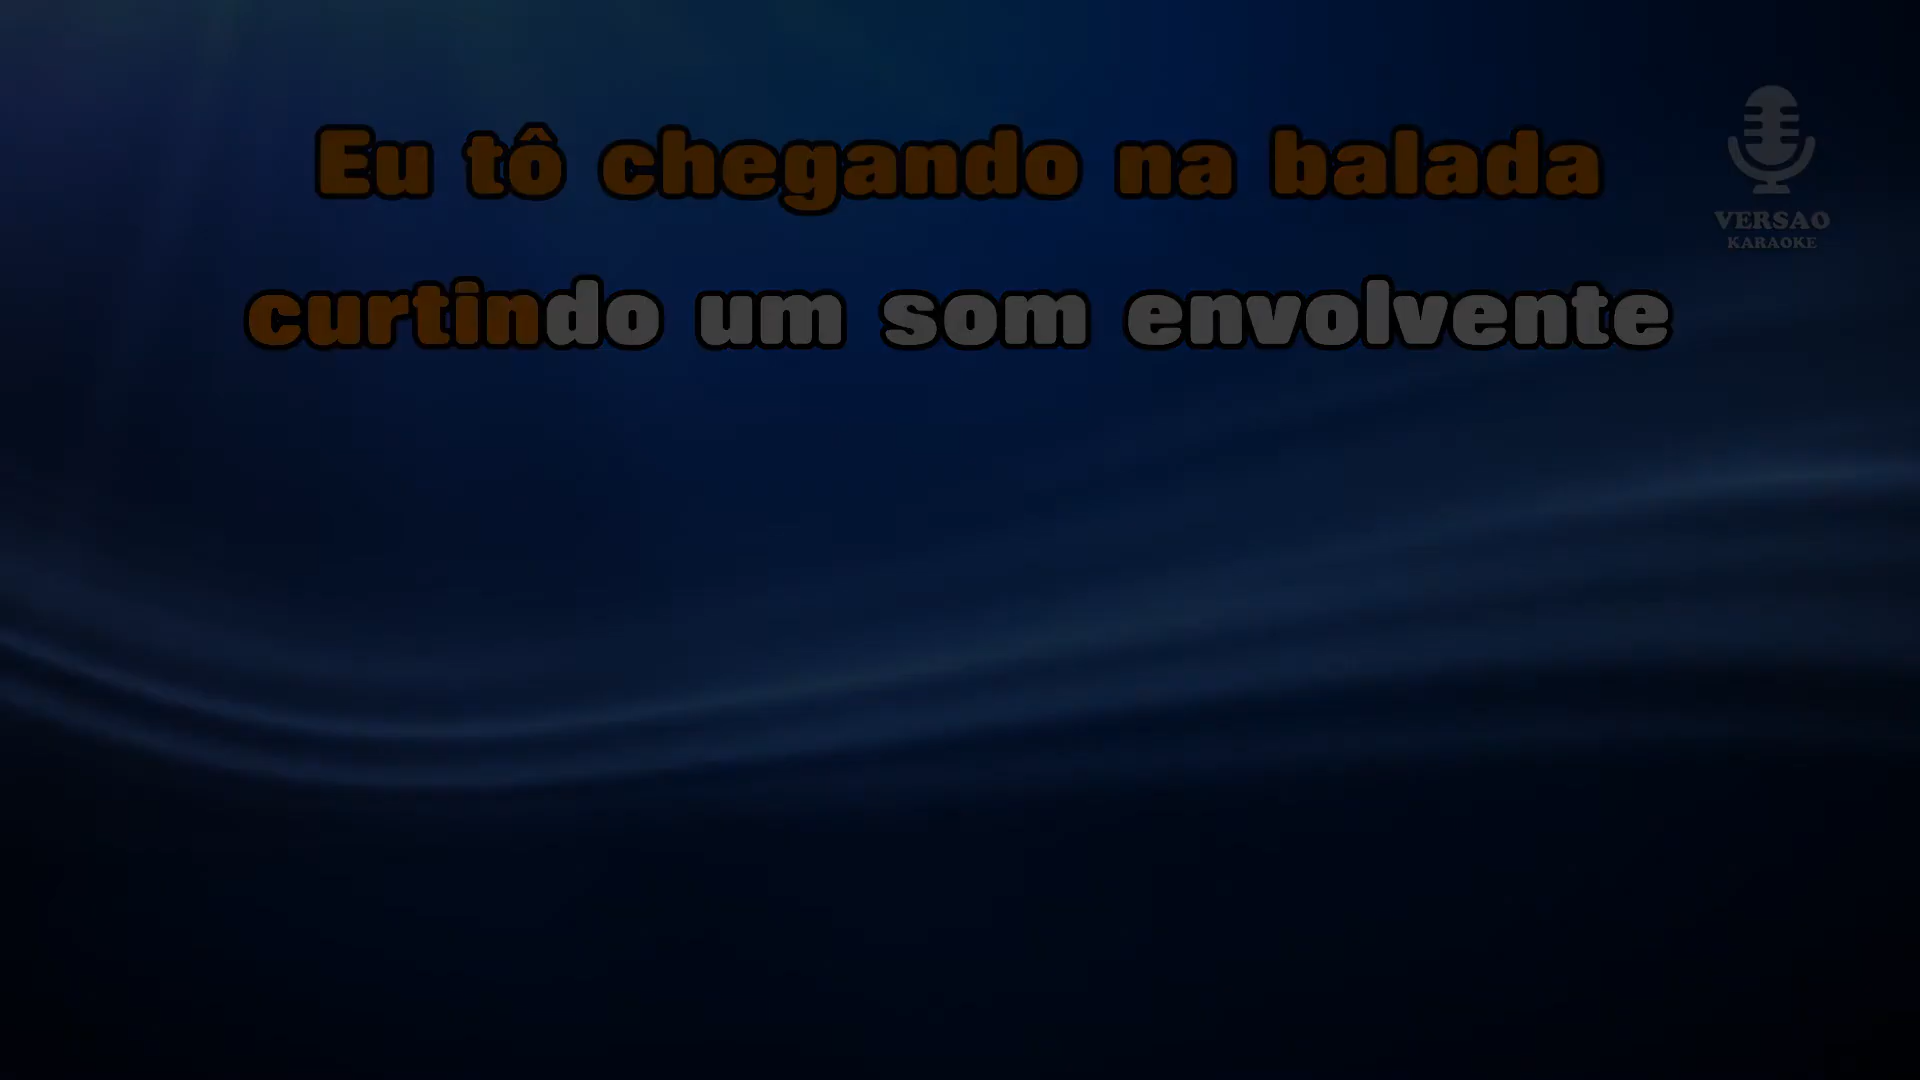 Eu tô chegando na balada
curtindo um som envolvente
VERSAO
KARAOKE